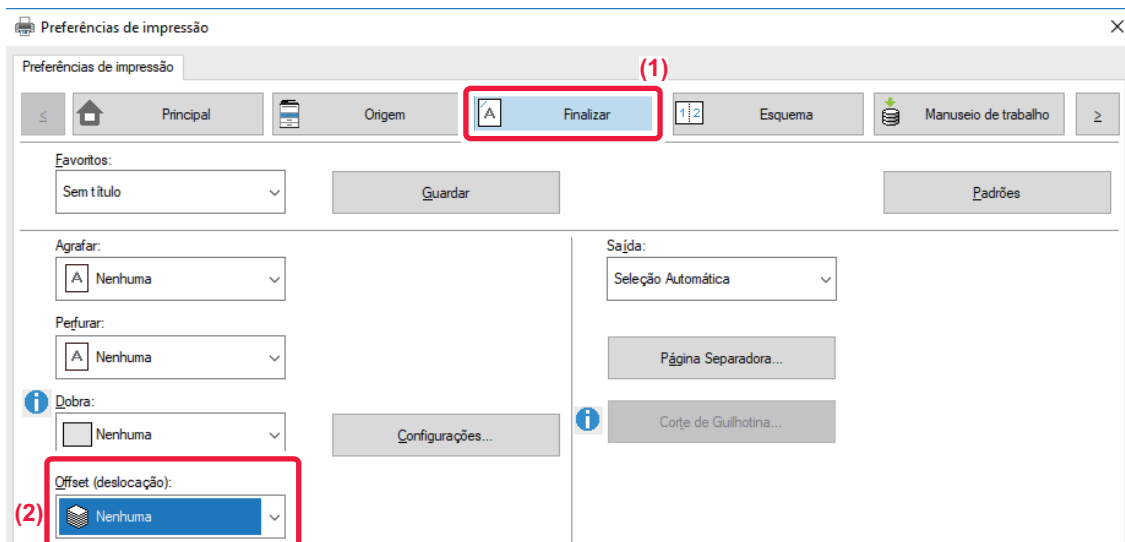 Preferências de impressão
Preferências de impressão
(1)
< Principal Origem A Finalizar 1 2 Esquema Manuseio de trabalho >
Favoritos:
Sem título Guardar Padrões
Agrafar: Saída:
A Nenhuma Seleção Automática
Perfurar:
A Nenhuma Página Separadora...
Dobra:
Nenhuma Configurações... Corte de Guilhotina...
Offset (deslocação):
(2) Nenhuma